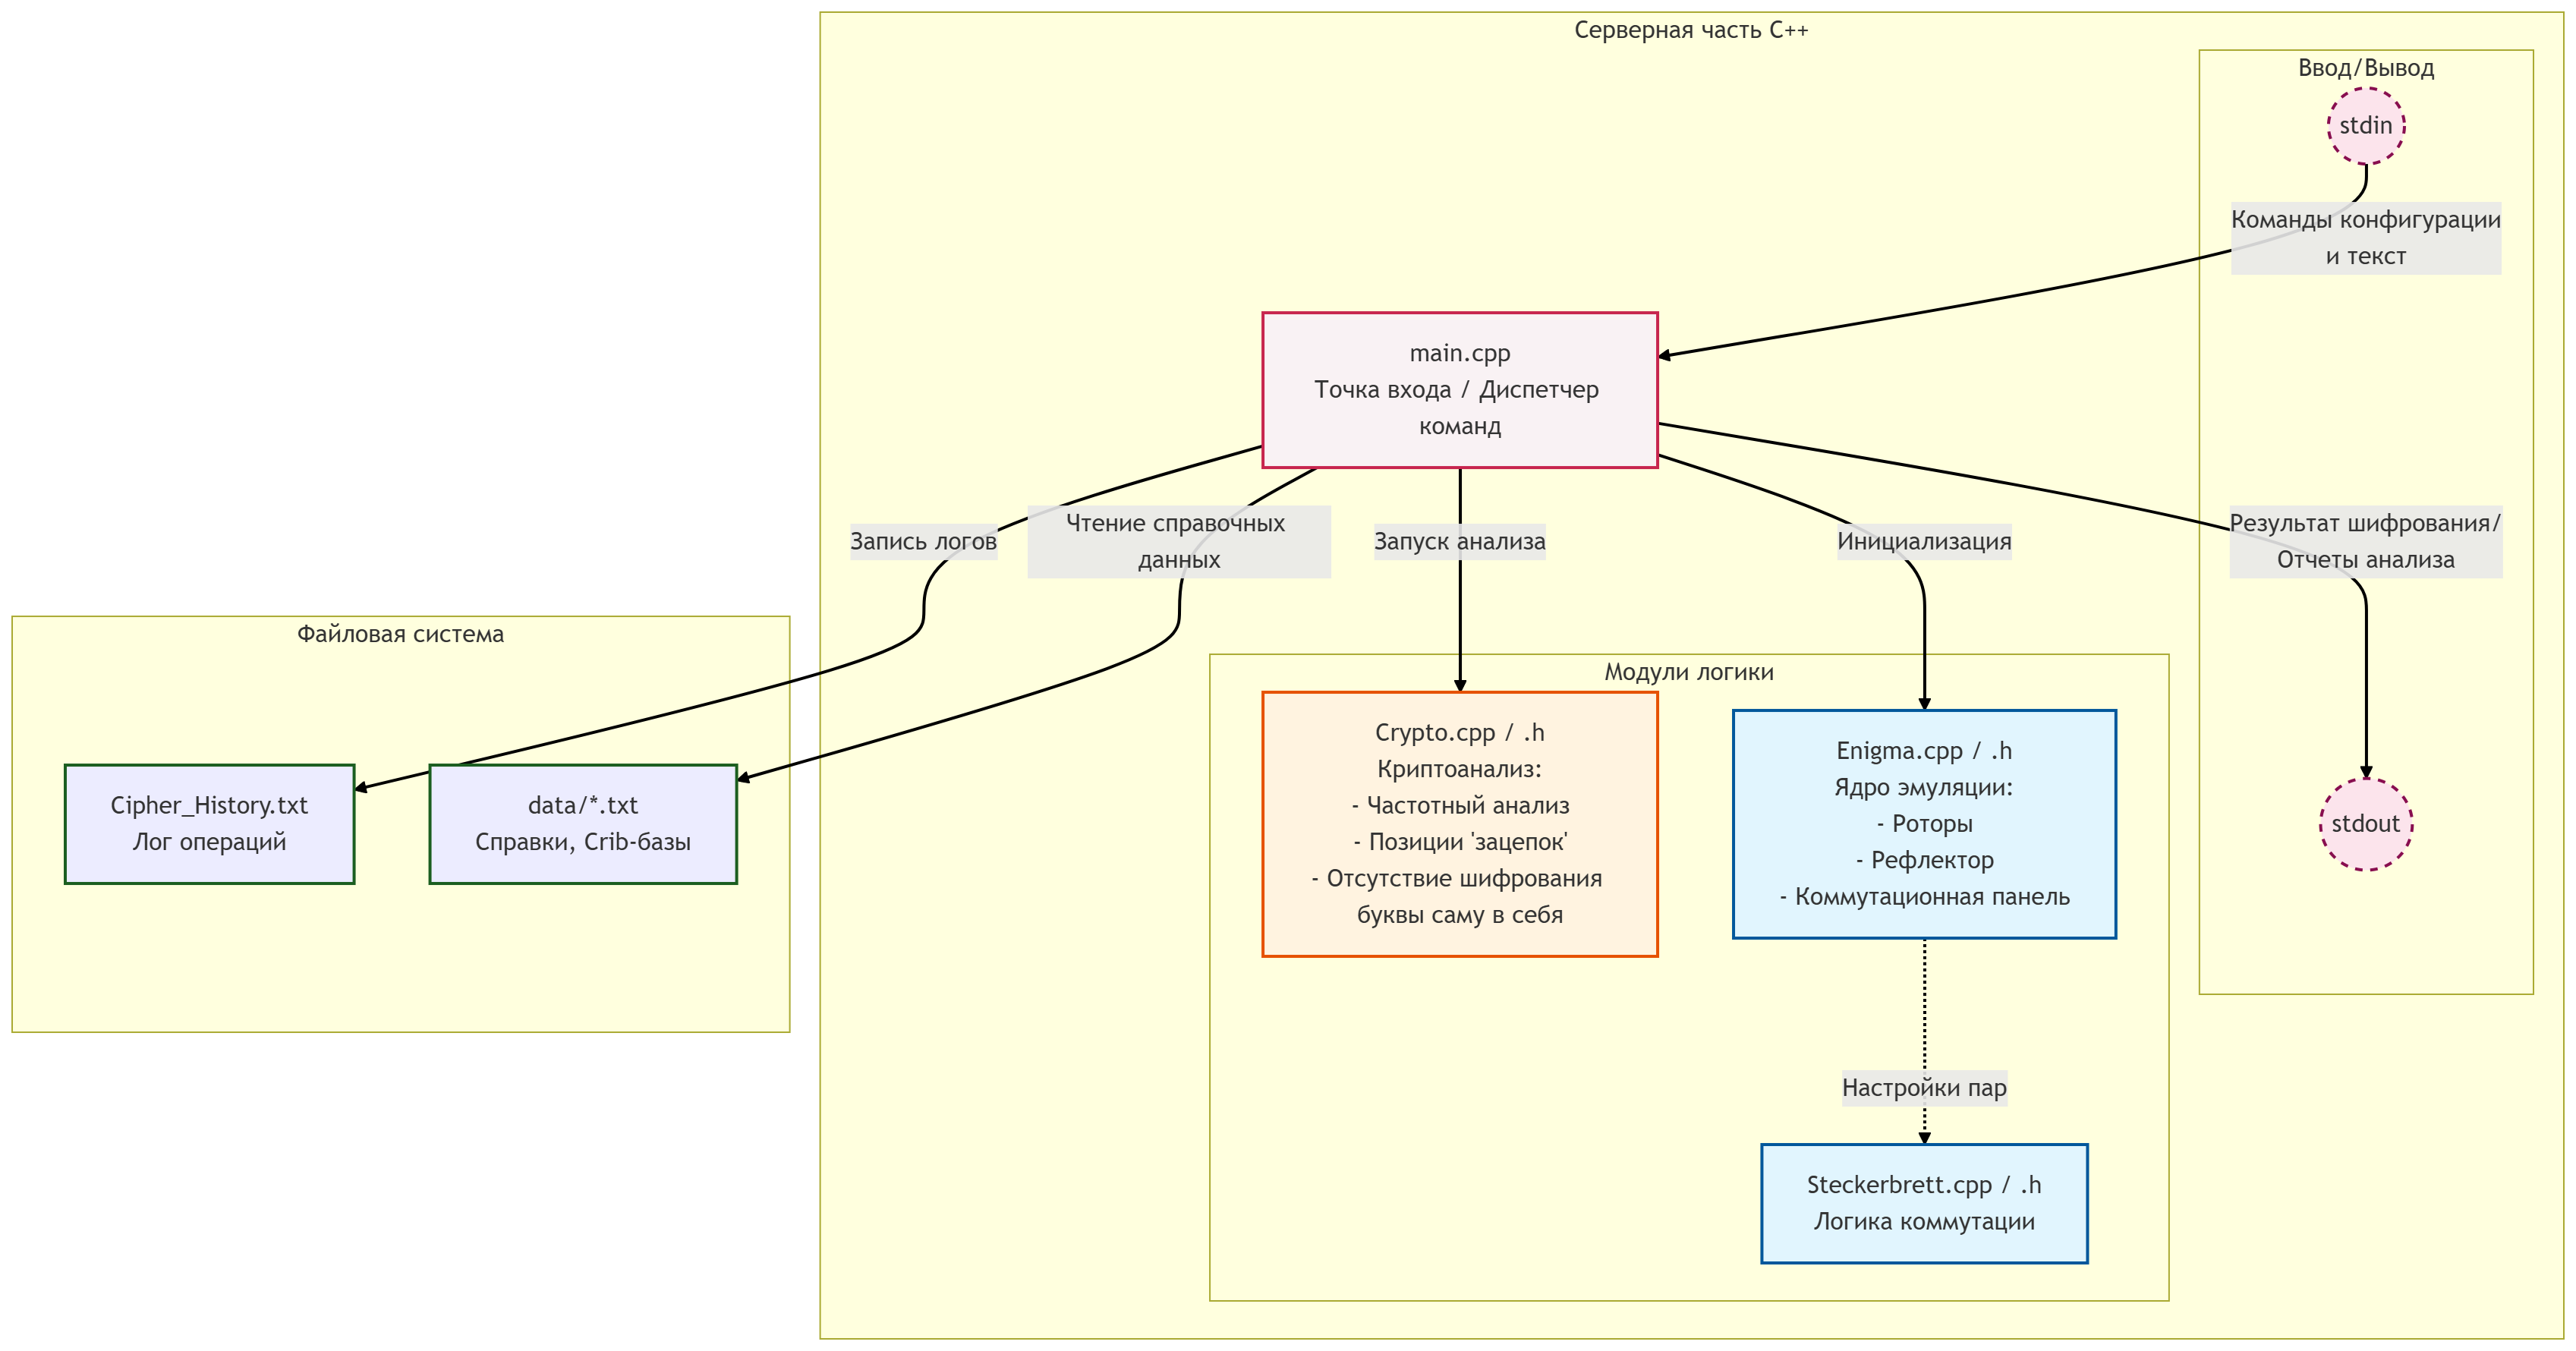 Серверная часть C++
Ввод/Вывод
stdin
Команды конфигурации
и текст
main.cpp
Точка входа / Диспетчер
команд
Запись логов
Чтение справочных
данных
Запуск анализа
Инициализация
Результат шифрования/
Отчеты анализа
Файловая система
Cipher_History.txt
Лог операций
data/*.txt
Справки, Crib-базы
Модули логики
Crypto.cpp / .h
Криптоанализ:
- Частотный анализ
- Позиции 'зацепок'
- Отсутствие шифрования
буквы саму в себя
Enigma.cpp / .h
Ядро эмуляции:
- Роторы
- Рефлектор
- Коммутационная панель
stdout
Настройки пар
Steckerbrett.cpp / .h
Логика коммутации